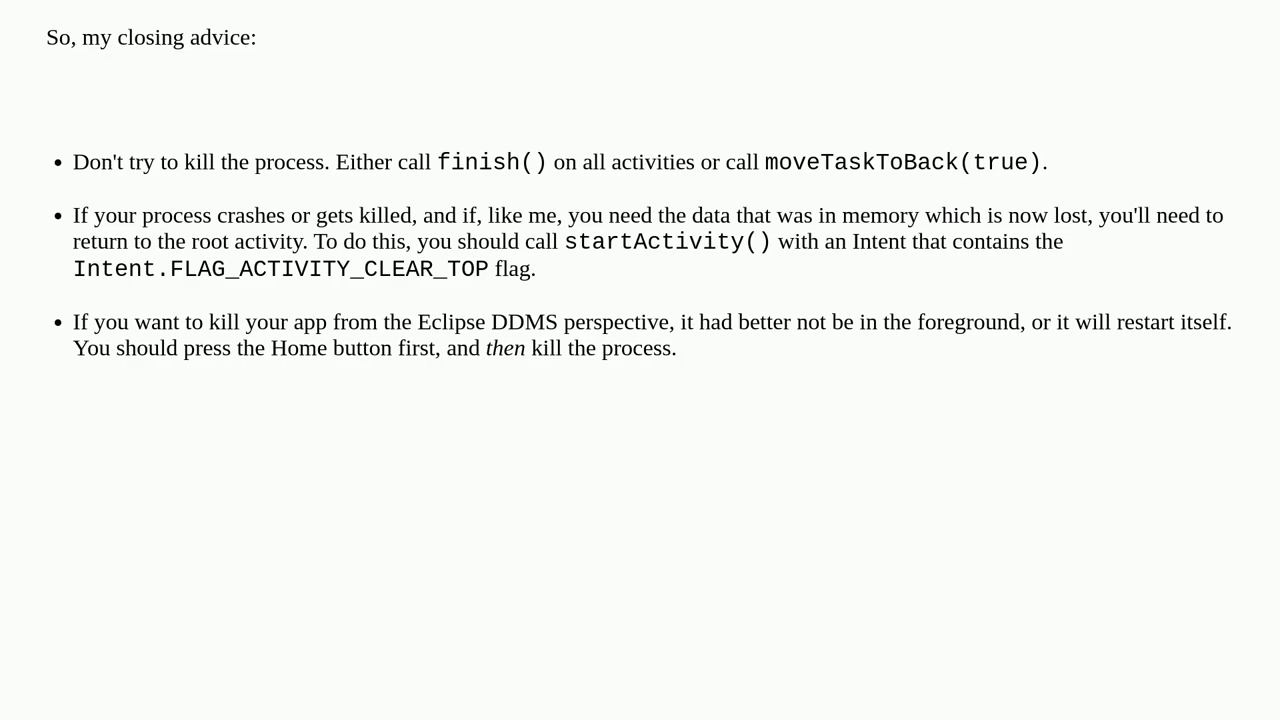 So, my closing advice:
• Don't try to kill the process. Either call finish() on all activities or call moveTaskToBack(true).
• If your process crashes or gets killed, and if, like me, you need the data that was in memory which is now lost, you'll need to
return to the root activity. To do this, you should call startActivity() with an Intent that contains the
Intent.FLAG_ACTIVITY_CLEAR_TOP flag.
• If you want to kill your app from the Eclipse DDMS perspective, it had better not be in the foreground, or it will restart itself.
You should press the Home button first, and then kill the process.